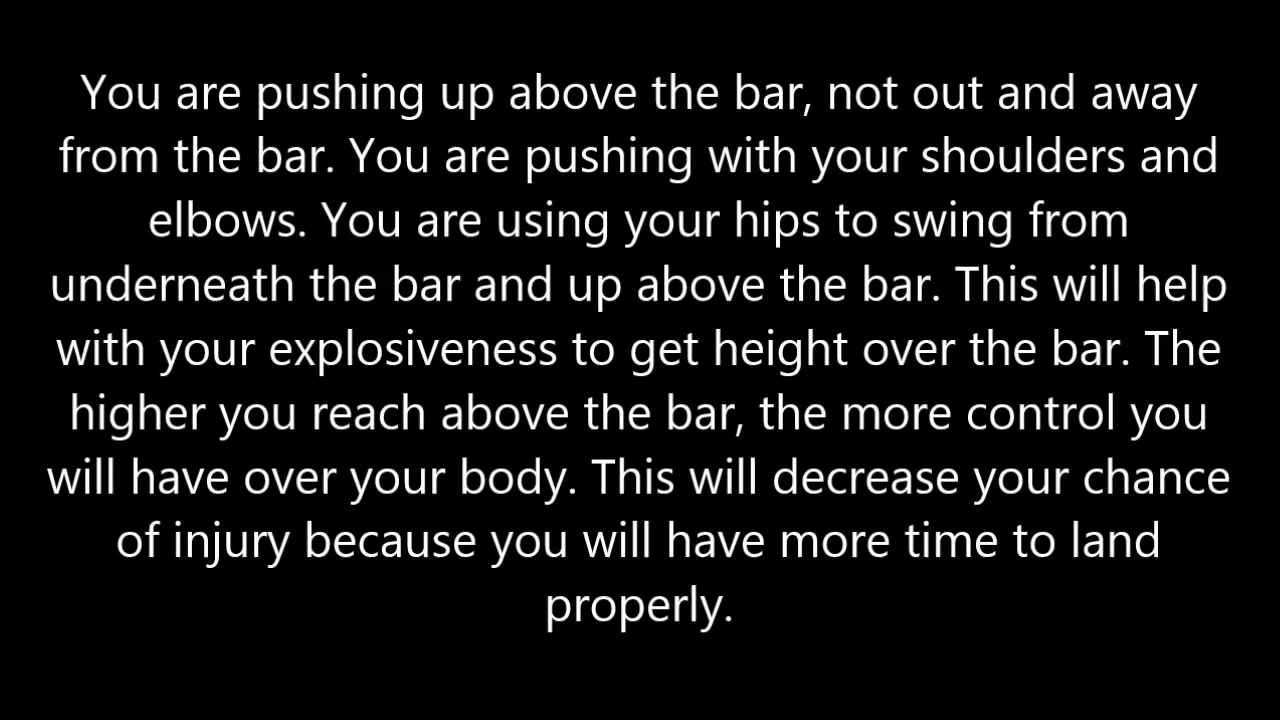 You are pushing up above the bar, not out and away
from the bar. You are pushing with your shoulders and
elbows. You are using your hips to swing from
underneath the bar and up above the bar. This will help
with your explosiveness to get height over the bar. The
higher you reach above the bar, the more control you
will have over your body. This will decrease your chance
of injury because you will have more time to land
properly.